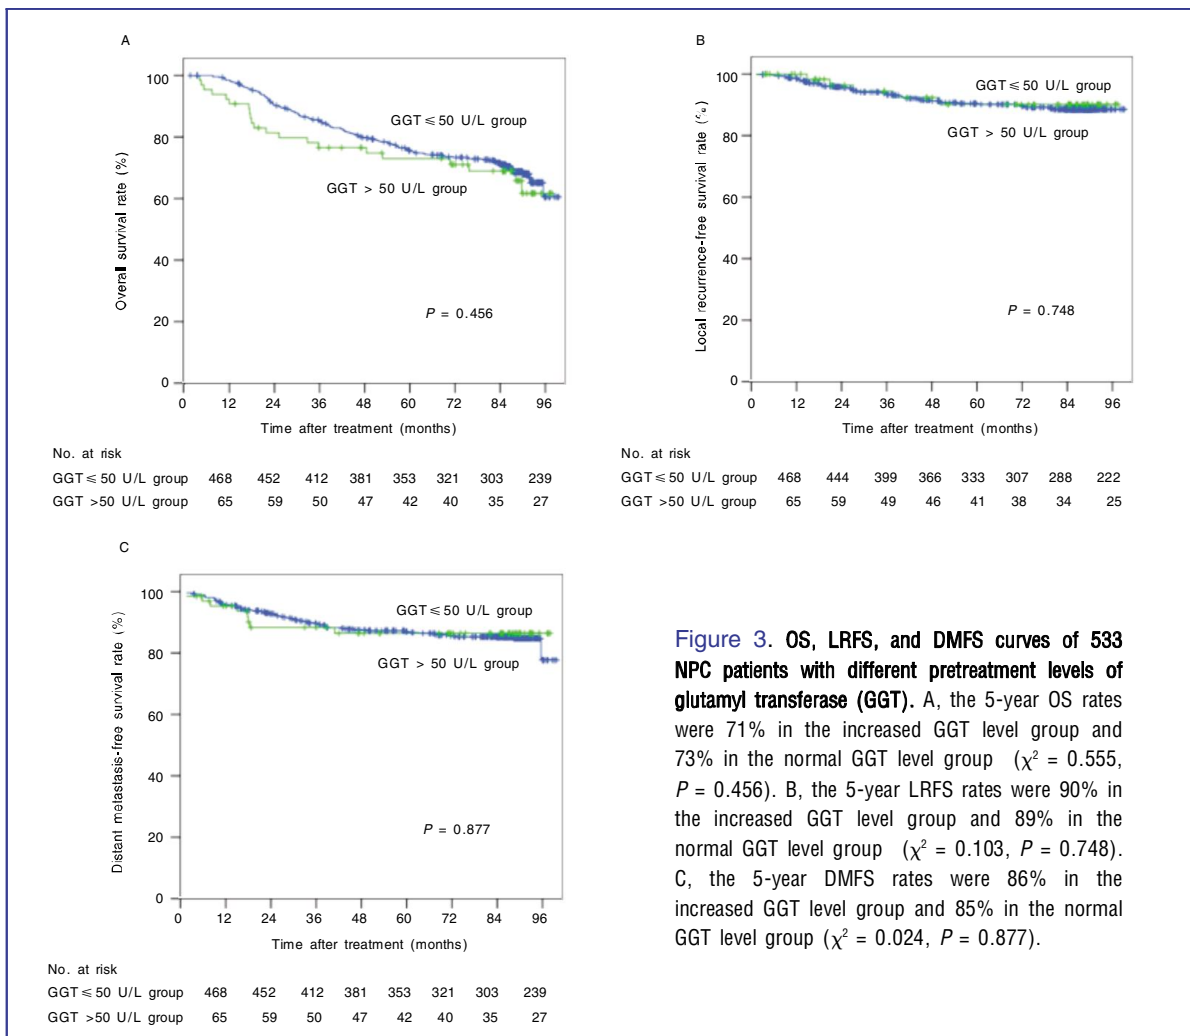 A
Overall survival rate (%)
100
80
60
40
20
0
GGT≤50 U/L group
GGT > 50 U/L group
P = 0.456
0 12 24 36 48 60 72 84 96
Time after treatment (months)
No. at risk
GGT≤50 U/L group 468 452 412 381 353 321 303 239
GGT >50 U/L group 65 59 50 47 42 40 35 27
B
Local recurrence-free survival rate (%)
100
80
60
40
20
0
GGT≤50 U/L group
GGT > 50 U/L group
P = 0.748
0 12 24 36 48 60 72 84 96
Time after treatment (months)
No. at risk
GGT≤50 U/L group 468 444 399 366 333 307 288 222
GGT >50 U/L group 65 59 49 46 41 38 34 25
C
Distant metastasis-free survival rate (%)
100
80
60
40
20
0
GGT≤50 U/L group
GGT > 50 U/L group
P = 0.877
0 12 24 36 48 60 72 84 96
Time after treatment (months)
No. at risk
GGT≤50 U/L group 468 452 412 381 353 321 303 239
GGT >50 U/L group 65 59 50 47 42 40 35 27
Figure 3. OS, LRFS, and DMFS curves of 533
NPC patients with different pretreatment levels of
glutamyl transferase (GGT). A, the 5-year OS rates
were 71% in the increased GGT level group and
73% in the normal GGT level group (χ² = 0.555,
P = 0.456). B, the 5-year LRFS rates were 90% in
the increased GGT level group and 89% in the
normal GGT level group (χ² = 0.103, P = 0.748).
C, the 5-year DMFS rates were 86% in the
increased GGT level group and 85% in the normal
GGT level group (χ² = 0.024, P = 0.877).